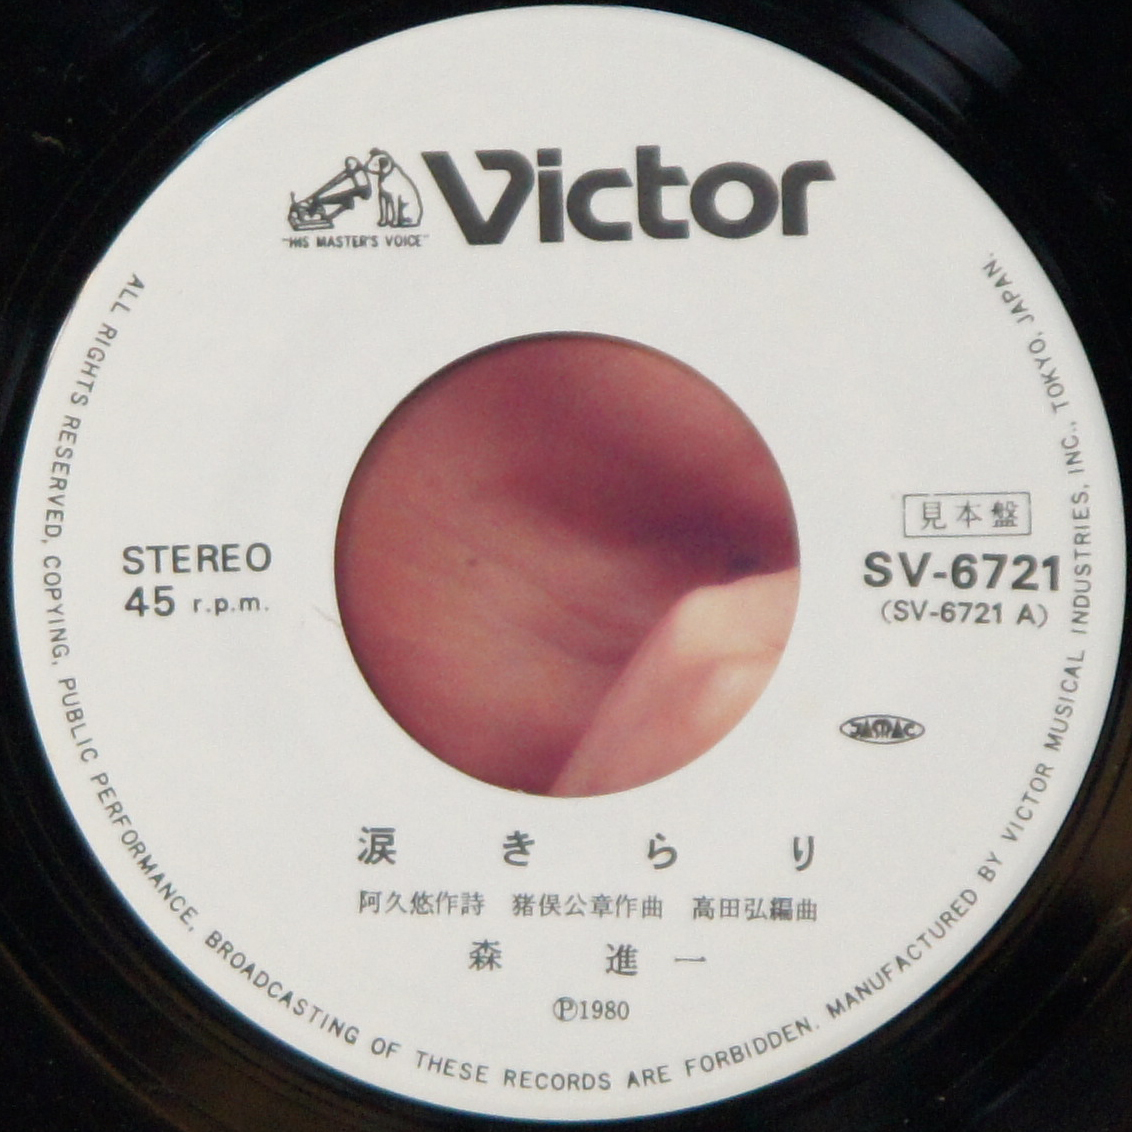 Victor
"HIS MASTER'S VOICE"
見本盤
STEREO
45 r.p.m.
SV-6721
(SV-6721 A)
JASRAC
涙きらり
阿久悠作詩 猪俣公章作曲 高田弘編曲
森進一
Ⓟ1980
ALL RIGHTS RESERVED, COPYING, PUBLIC PERFORMANCE, BROADCASTING OF THESE RECORDS ARE FORBIDDEN. MANUFACTURED BY VICTOR MUSICAL INDUSTRIES, INC., TOKYO, JAPAN.